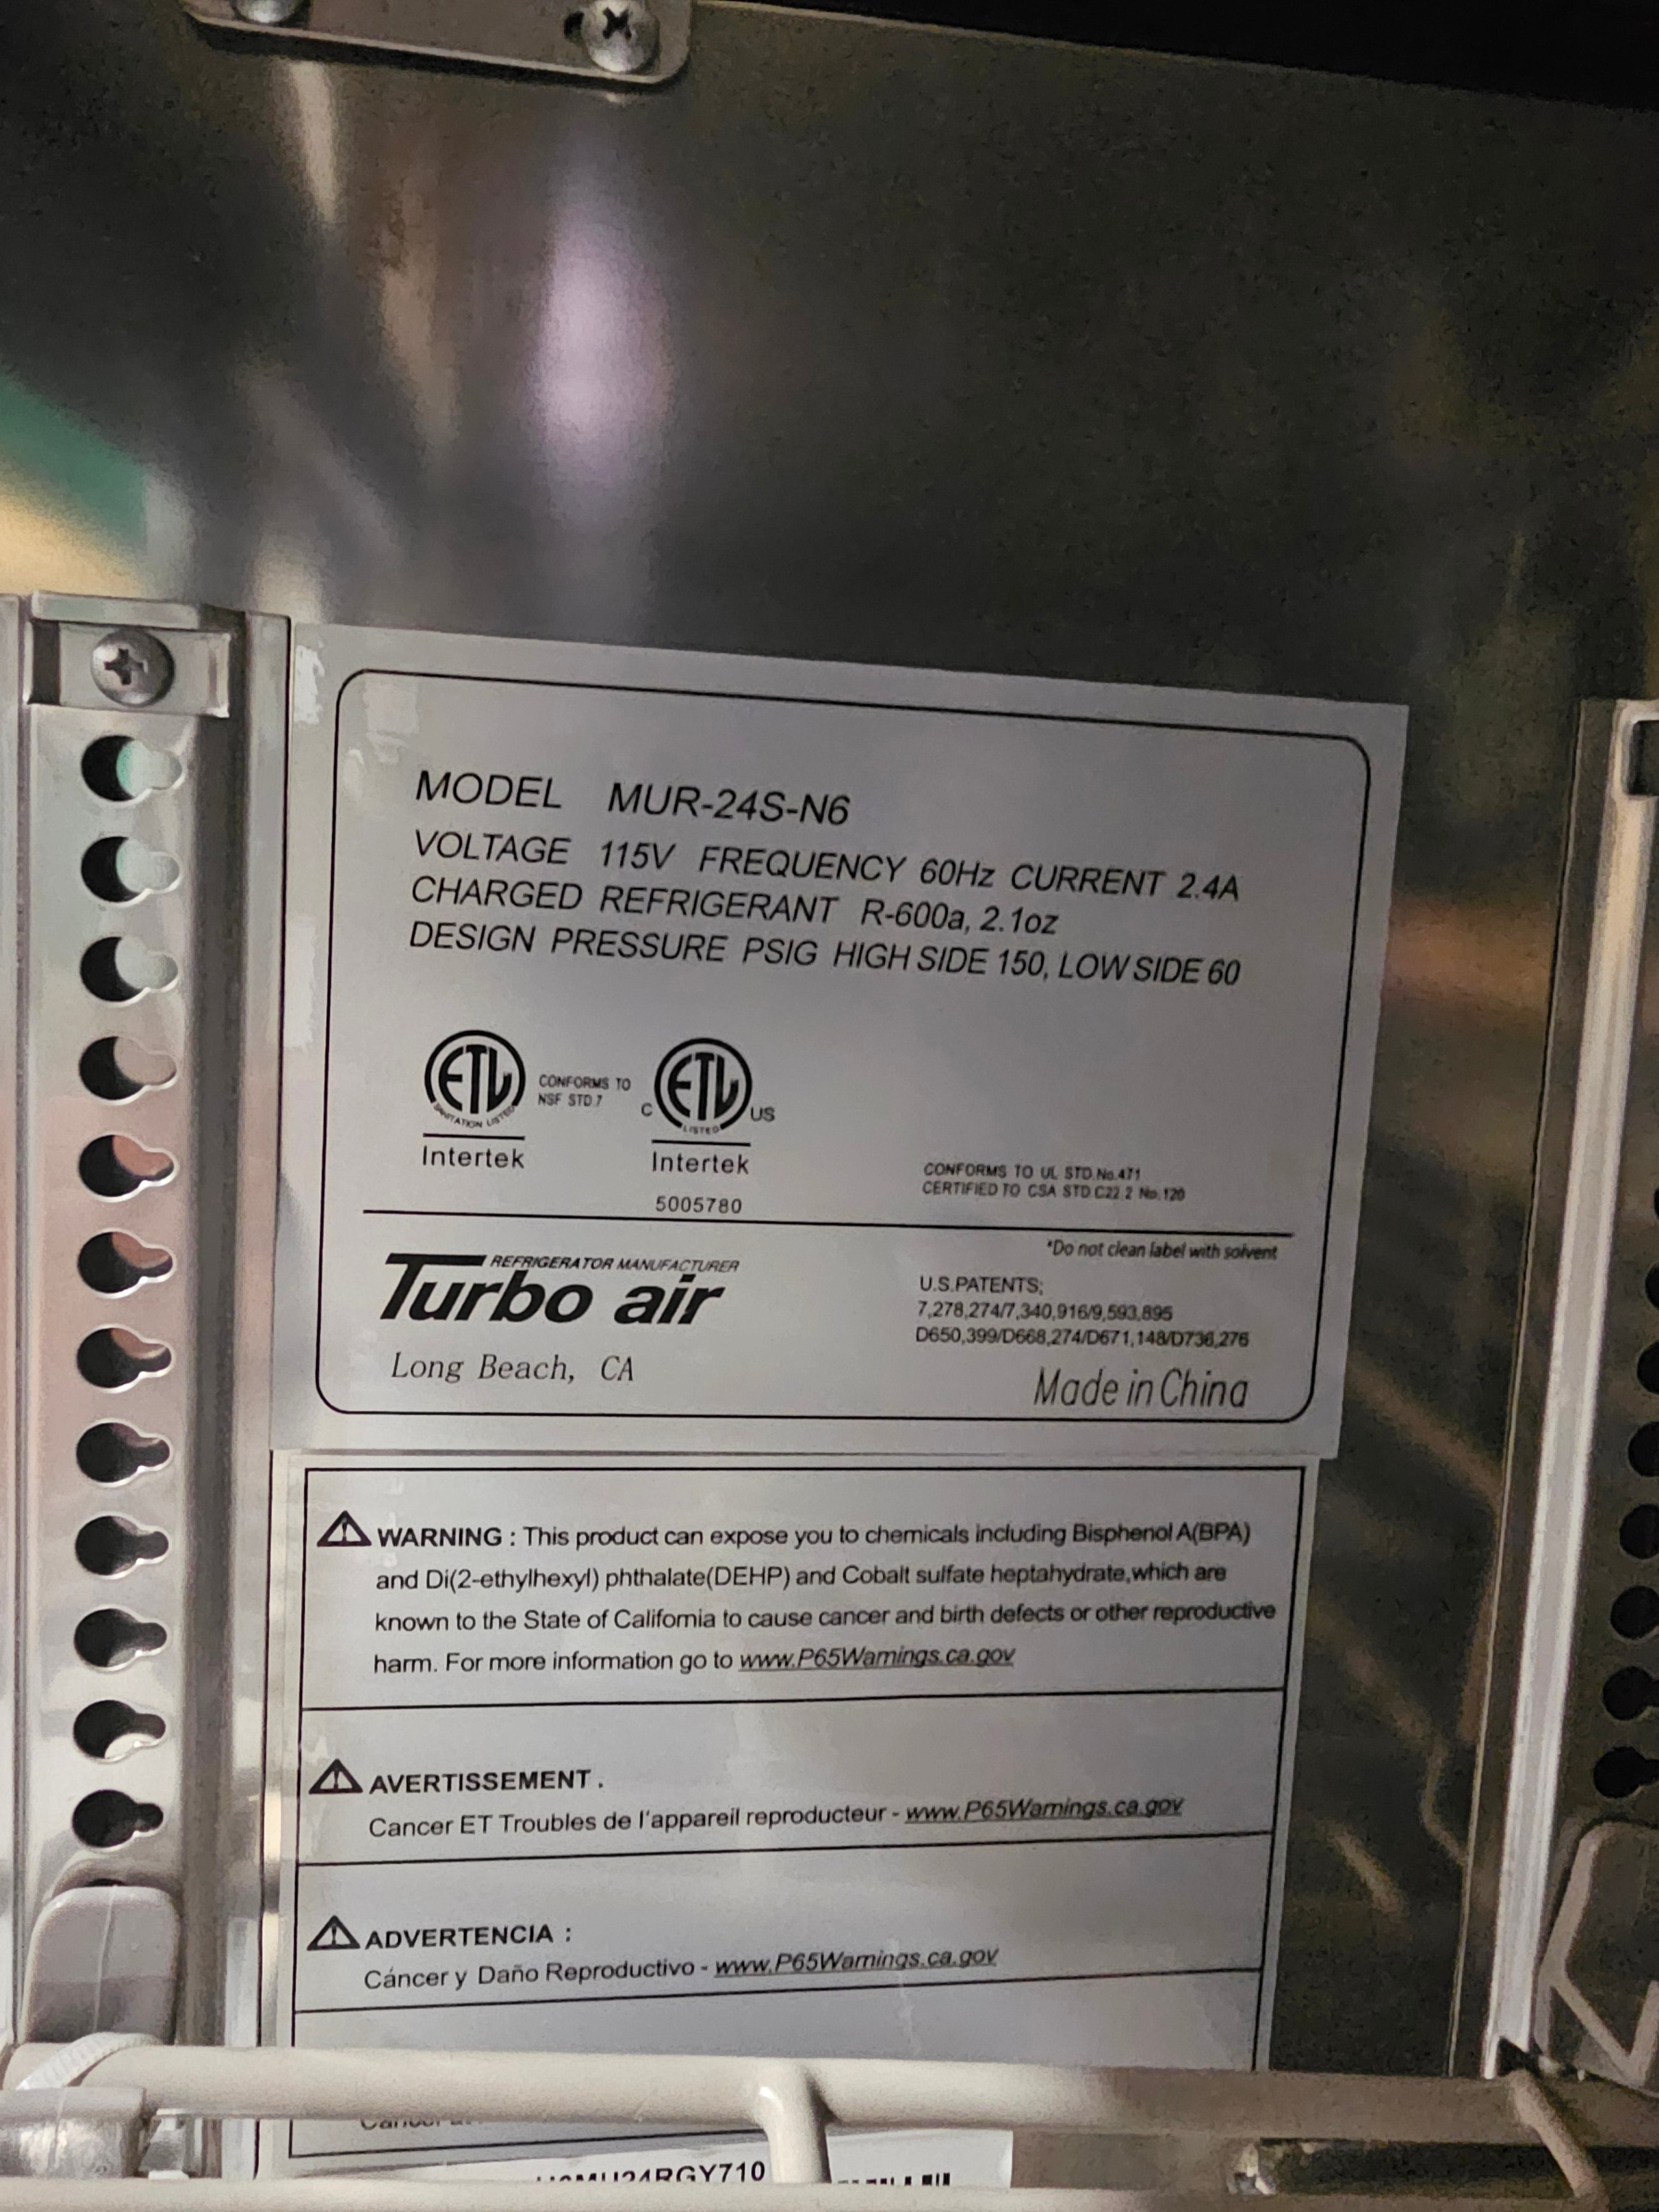 MODEL MUR-24S-N6
VOLTAGE 115V FREQUENCY 60Hz CURRENT 2.4A
CHARGED REFRIGERANT R-600a, 2.1oz
DESIGN PRESSURE PSIG HIGH SIDE 150, LOW SIDE 60
ETL
SANITATION LISTED
Intertek
CONFORMS TO
NSF STD.7
C ETL US
LISTED
Intertek
5005780
CONFORMS TO UL STD.No.471
CERTIFIED TO CSA STD.C22.2 No.120
REFRIGERATOR MANUFACTURER
Turbo air
Long Beach, CA
*Do not clean label with solvent
U.S.PATENTS;
7,278,274/7,340,916/9,593,895
D650,399/D668,274/D671,148/D736,276
Made in China
WARNING : This product can expose you to chemicals including Bisphenol A(BPA)
and Di(2-ethylhexyl) phthalate(DEHP) and Cobalt sulfate heptahydrate,which are
known to the State of California to cause cancer and birth defects or other reproductive
harm. For more information go to www.P65Warnings.ca.gov
AVERTISSEMENT .
Cancer ET Troubles de l'appareil reproducteur - www.P65Warnings.ca.gov
ADVERTENCIA :
Cáncer y Daño Reproductivo - www.P65Warnings.ca.gov